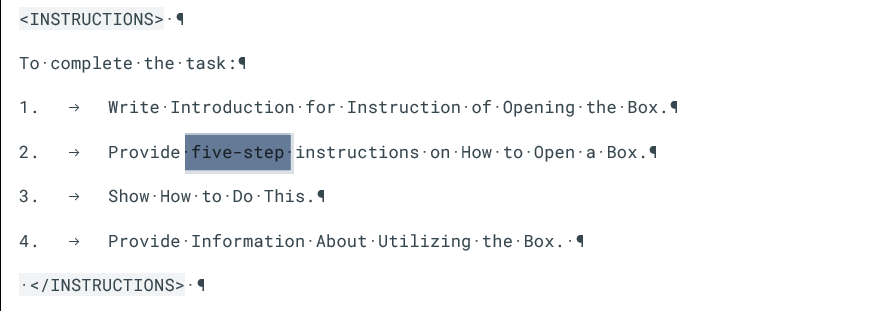 <INSTRUCTIONS>·¶
To·complete·the·task:¶
1. → Write·Introduction·for·Instruction·of·Opening·the·Box.¶
2. → Provide·five-step·instructions·on·How·to·Open·a·Box.¶
3. → Show·How·to·Do·This.¶
4. → Provide·Information·About·Utilizing·the·Box.·¶
·</INSTRUCTIONS>·¶